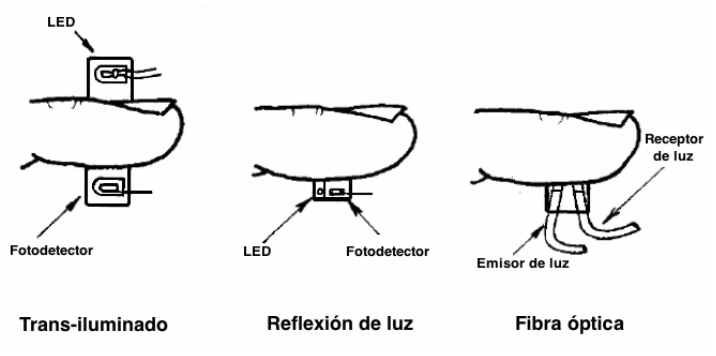 LED
Fotodetector
Trans-iluminado
LED
Fotodetector
Reflexión de luz
Receptor
de luz
Emisor de luz
Fibra óptica